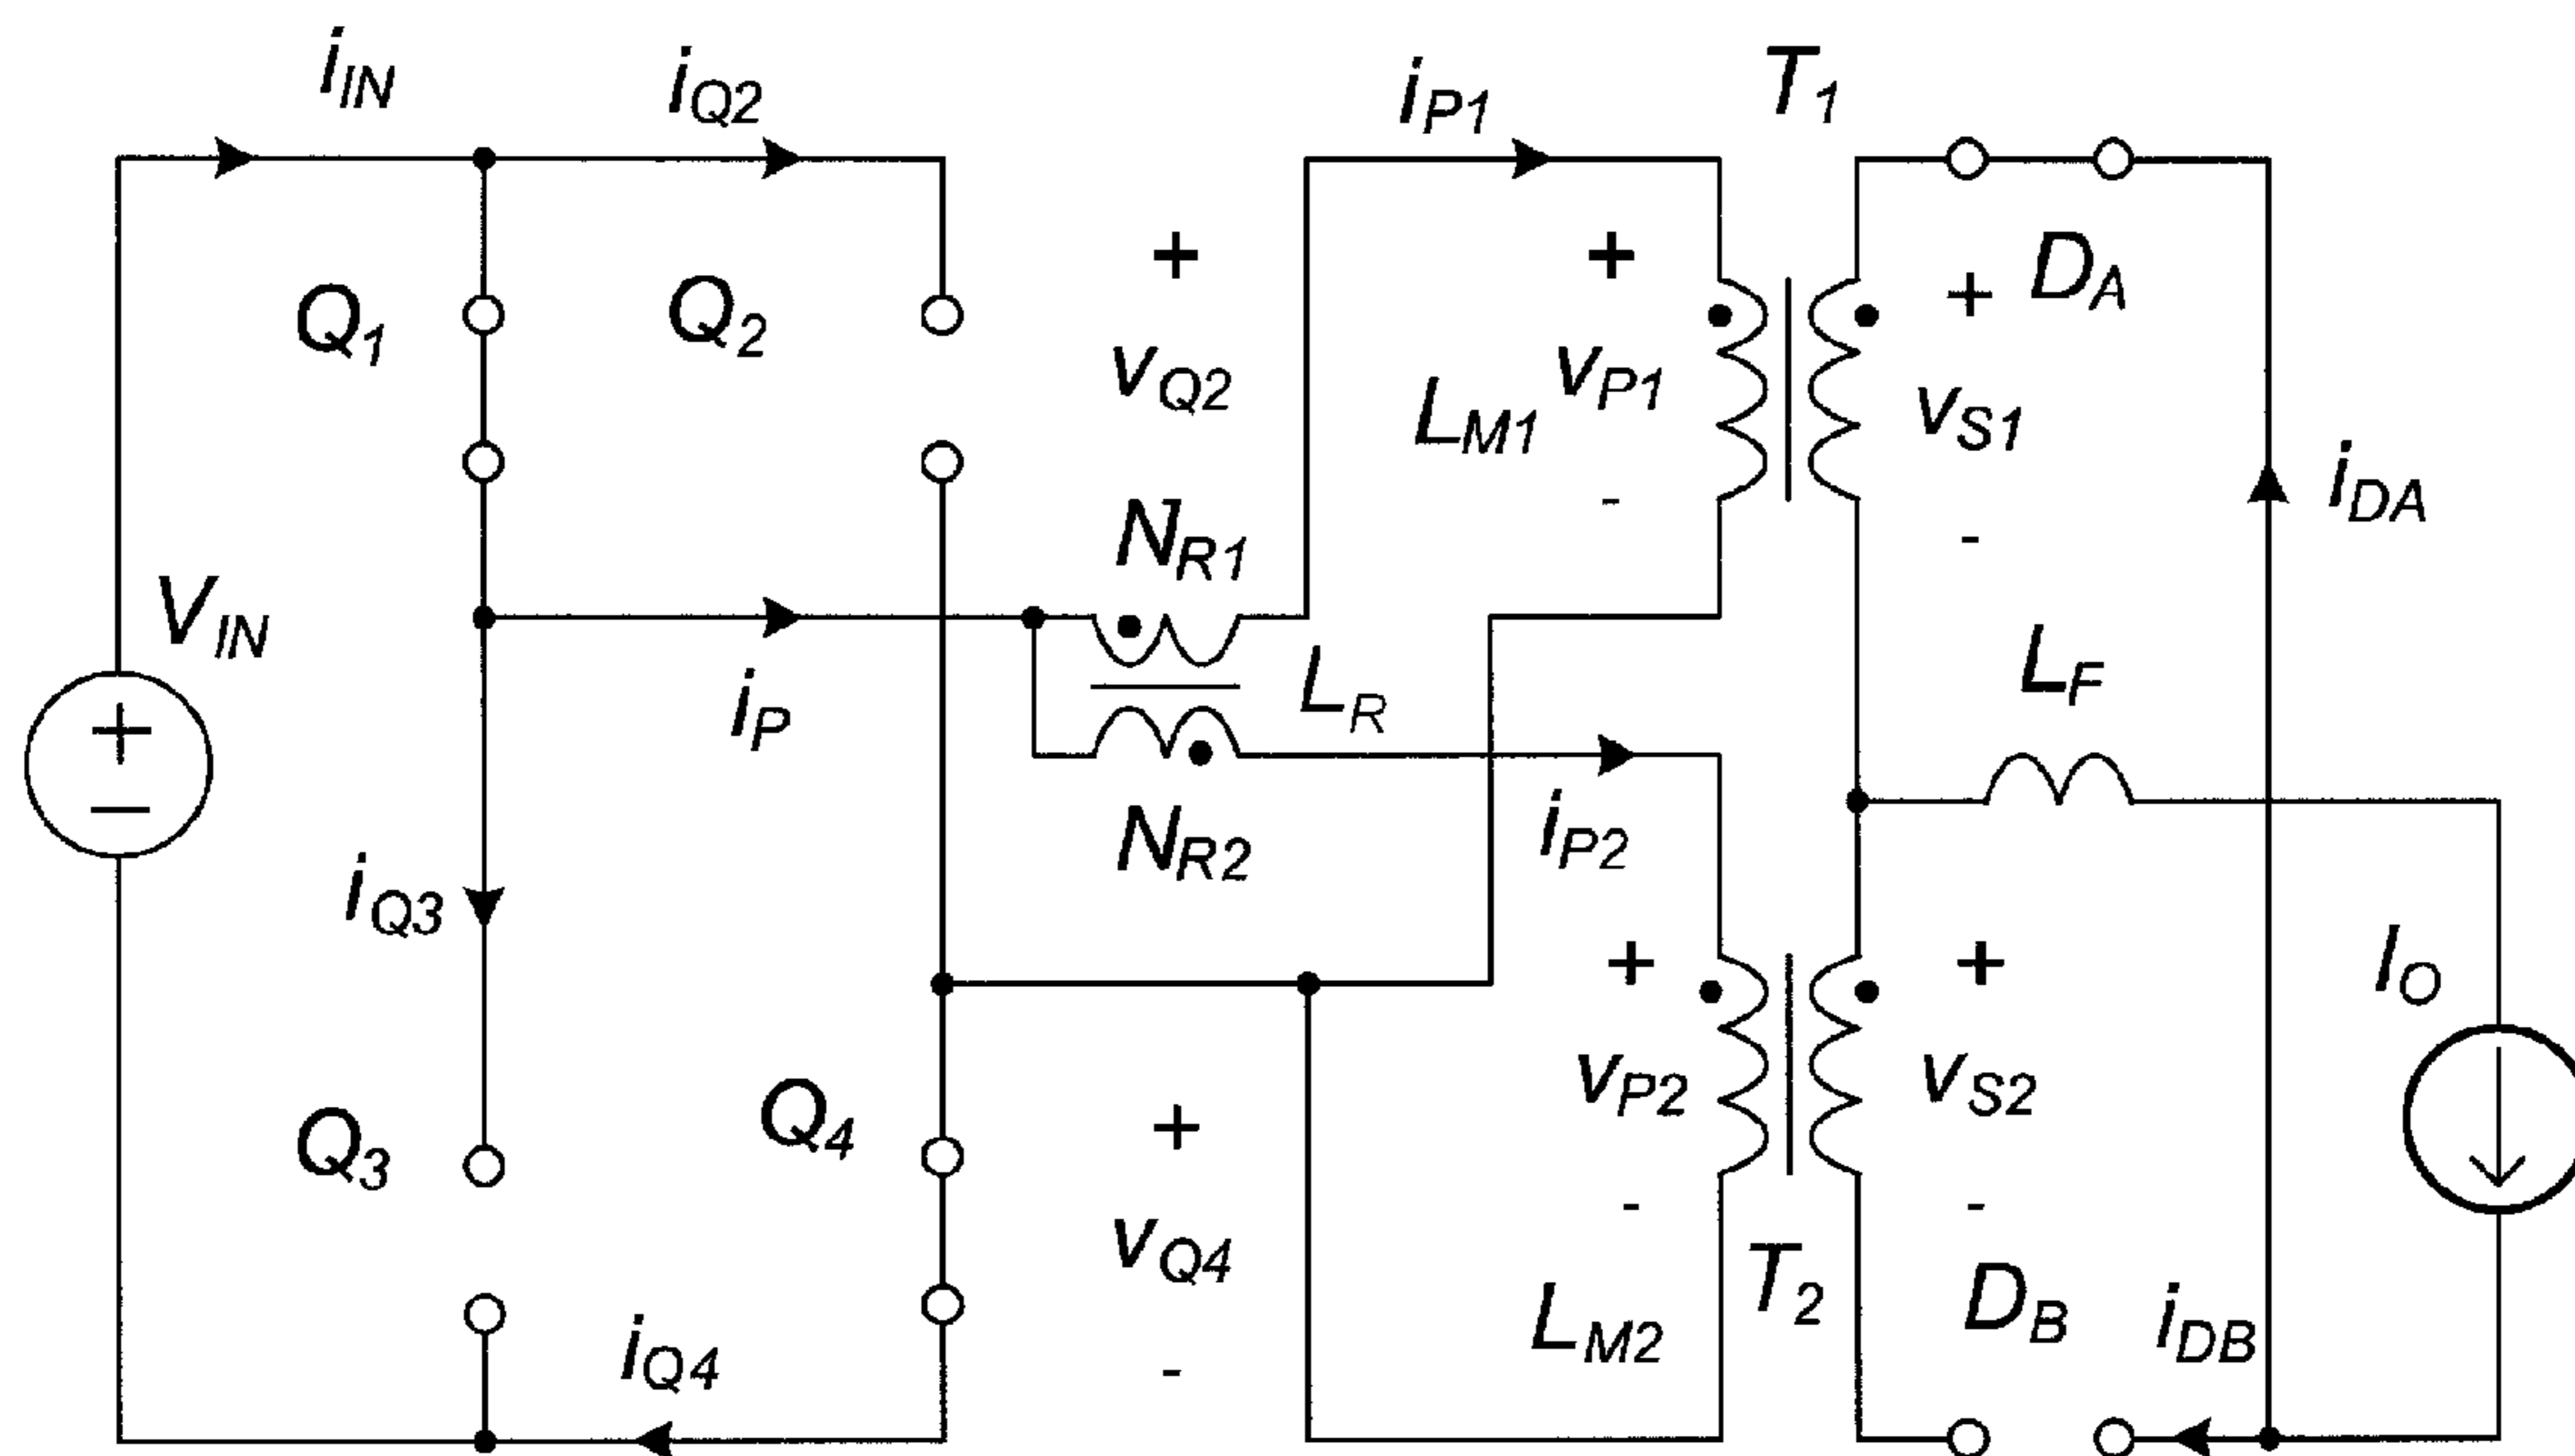 i_IN
i_Q2
i_P1
T_1
Q_1
Q_2
+
v_Q2
+
v_P1
-
L_M1
+
v_S1
-
D_A
i_DA
V_IN
+
−
i_P
N_R1
L_R
N_R2
i_P2
L_F
i_Q3
I_O
Q_3
Q_4
+
v_Q4
-
+
v_P2
-
+
v_S2
-
L_M2
T_2
D_B
i_DB
i_Q4